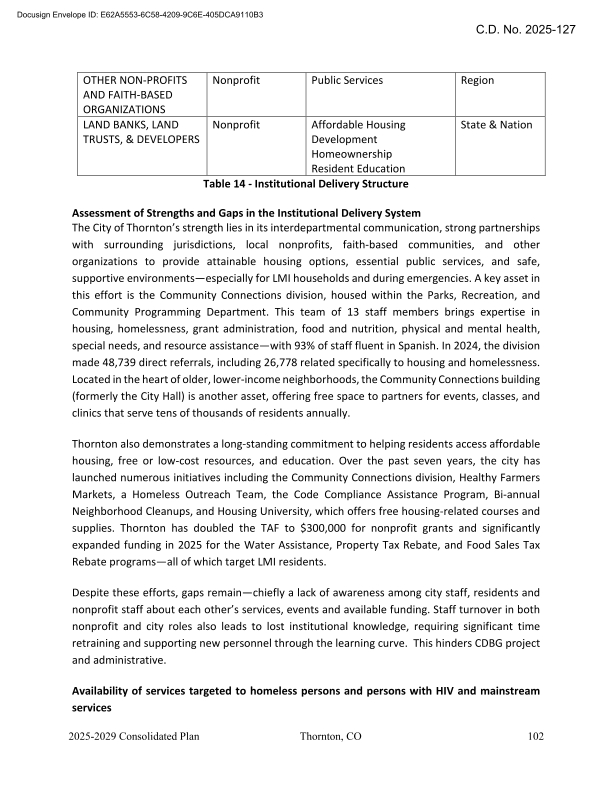 Docusign Envelope ID: E62A5553-6C58-4209-9C6E-405DCA9110B3
C.D. No. 2025-127
OTHER NON-PROFITS AND FAITH-BASED ORGANIZATIONS Nonprofit Public Services Region
LAND BANKS, LAND TRUSTS, & DEVELOPERS Nonprofit Affordable Housing Development Homeownership Resident Education State & Nation
Table 14 - Institutional Delivery Structure
Assessment of Strengths and Gaps in the Institutional Delivery System
The City of Thornton's strength lies in its interdepartmental communication, strong partnerships
with surrounding jurisdictions, local nonprofits, faith-based communities, and other
organizations to provide attainable housing options, essential public services, and safe,
supportive environments—especially for LMI households and during emergencies. A key asset in
this effort is the Community Connections division, housed within the Parks, Recreation, and
Community Programming Department. This team of 13 staff members brings expertise in
housing, homelessness, grant administration, food and nutrition, physical and mental health,
special needs, and resource assistance—with 93% of staff fluent in Spanish. In 2024, the division
made 48,739 direct referrals, including 26,778 related specifically to housing and homelessness.
Located in the heart of older, lower-income neighborhoods, the Community Connections building
(formerly the City Hall) is another asset, offering free space to partners for events, classes, and
clinics that serve tens of thousands of residents annually.
Thornton also demonstrates a long-standing commitment to helping residents access affordable
housing, free or low-cost resources, and education. Over the past seven years, the city has
launched numerous initiatives including the Community Connections division, Healthy Farmers
Markets, a Homeless Outreach Team, the Code Compliance Assistance Program, Bi-annual
Neighborhood Cleanups, and Housing University, which offers free housing-related courses and
supplies. Thornton has doubled the TAF to $300,000 for nonprofit grants and significantly
expanded funding in 2025 for the Water Assistance, Property Tax Rebate, and Food Sales Tax
Rebate programs—all of which target LMI residents.
Despite these efforts, gaps remain—chiefly a lack of awareness among city staff, residents and
nonprofit staff about each other's services, events and available funding. Staff turnover in both
nonprofit and city roles also leads to lost institutional knowledge, requiring significant time
retraining and supporting new personnel through the learning curve. This hinders CDBG project
and administrative.
Availability of services targeted to homeless persons and persons with HIV and mainstream
services
2025-2029 Consolidated Plan Thornton, CO 102